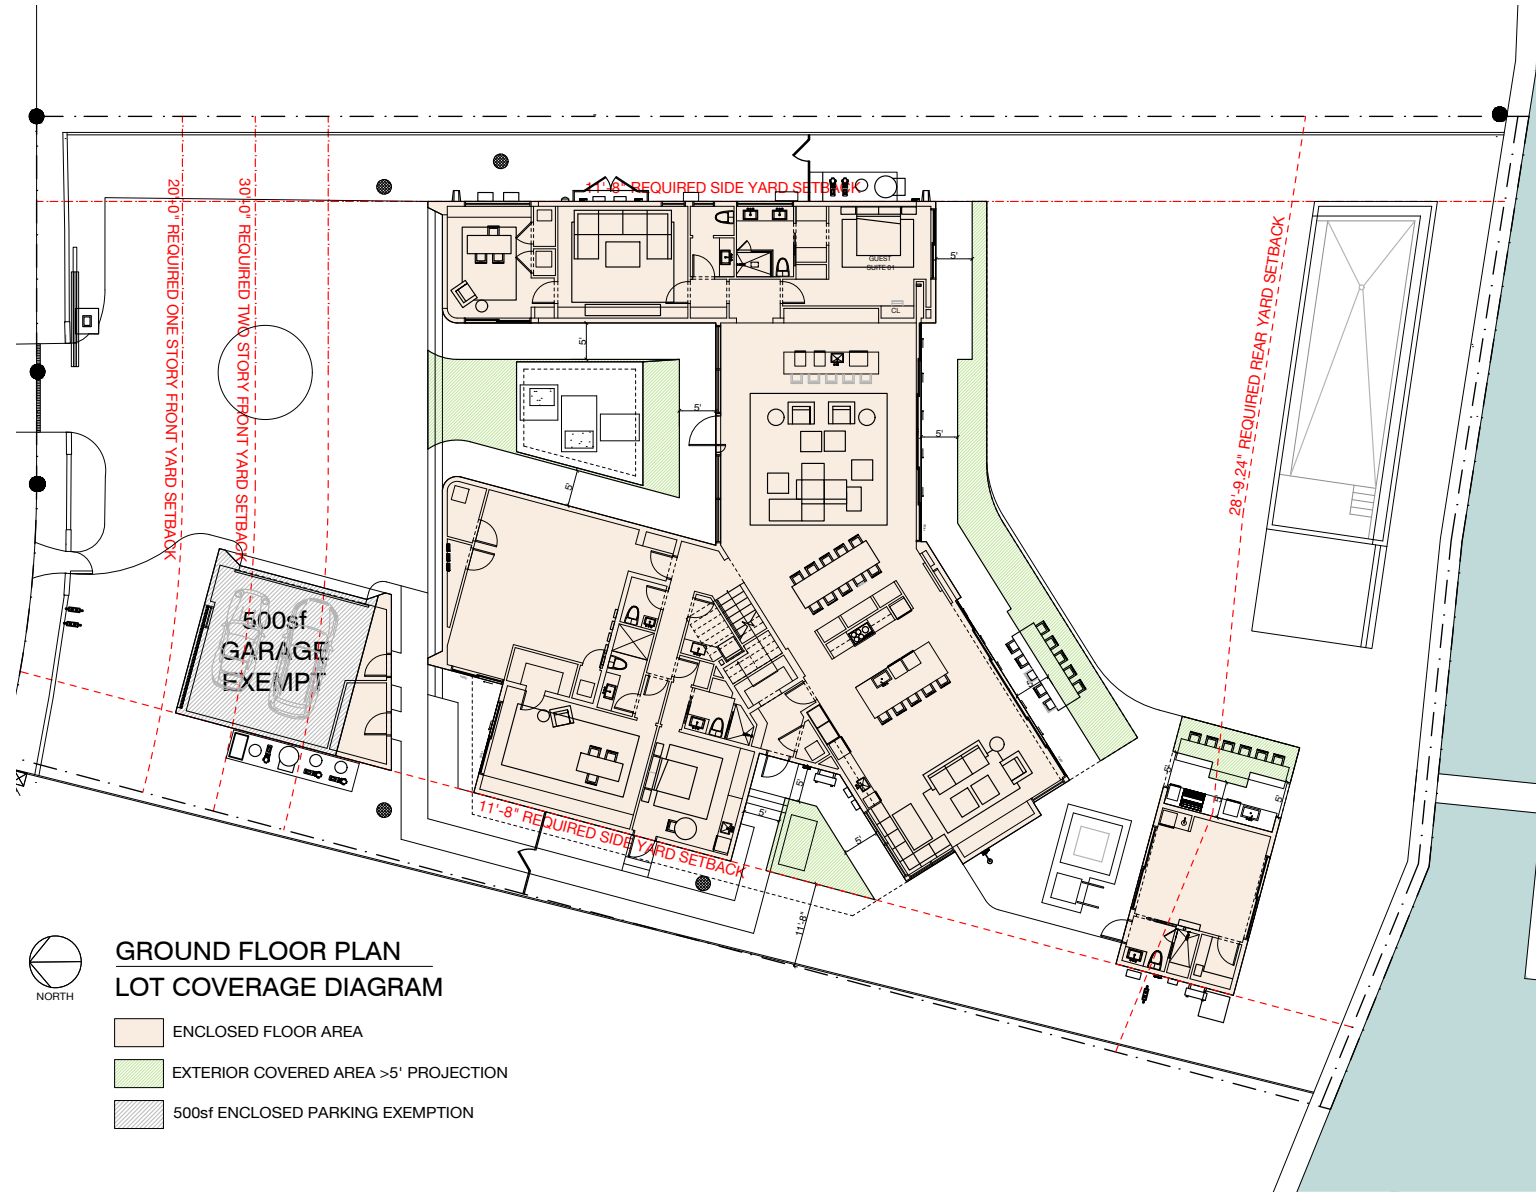 11'-8" REQUIRED SIDE YARD SETBACK
20'-0" REQUIRED ONE STORY FRONT YARD SETBACK
30'-0" REQUIRED TWO STORY FRONT YARD SETBACK
28'-9.24" REQUIRED REAR YARD SETBACK
GUEST
SUITE 01
CL
5'
5'
5'
5'
5'
500sf
GARAGE
EXEMPT
5'
5'
5'
5'
5'
11'-8" REQUIRED SIDE YARD SETBACK
11'-8"
NORTH
GROUND FLOOR PLAN
LOT COVERAGE DIAGRAM
ENCLOSED FLOOR AREA
EXTERIOR COVERED AREA >5' PROJECTION
500sf ENCLOSED PARKING EXEMPTION